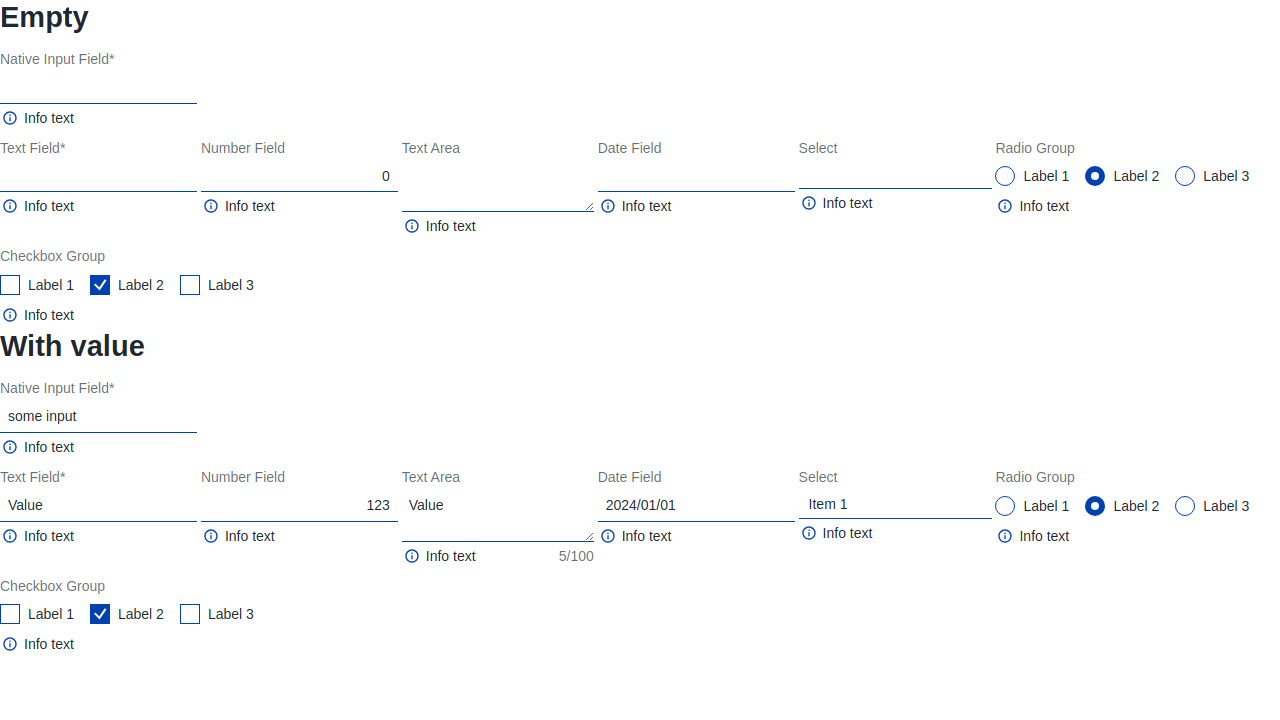 Empty
Native Input Field*
Info text
Text Field* Number Field Text Area Date Field Select Radio Group
0 Label 1 Label 2 Label 3
Info text Info text Info text Info text Info text
Info text
Checkbox Group
Label 1 Label 2 Label 3
Info text
With value
Native Input Field*
some input
Info text
Text Field* Number Field Text Area Date Field Select Radio Group
Value 123 Value 2024/01/01 Item 1 Label 1 Label 2 Label 3
Info text Info text Info text Info text Info text
Info text 5/100
Checkbox Group
Label 1 Label 2 Label 3
Info text